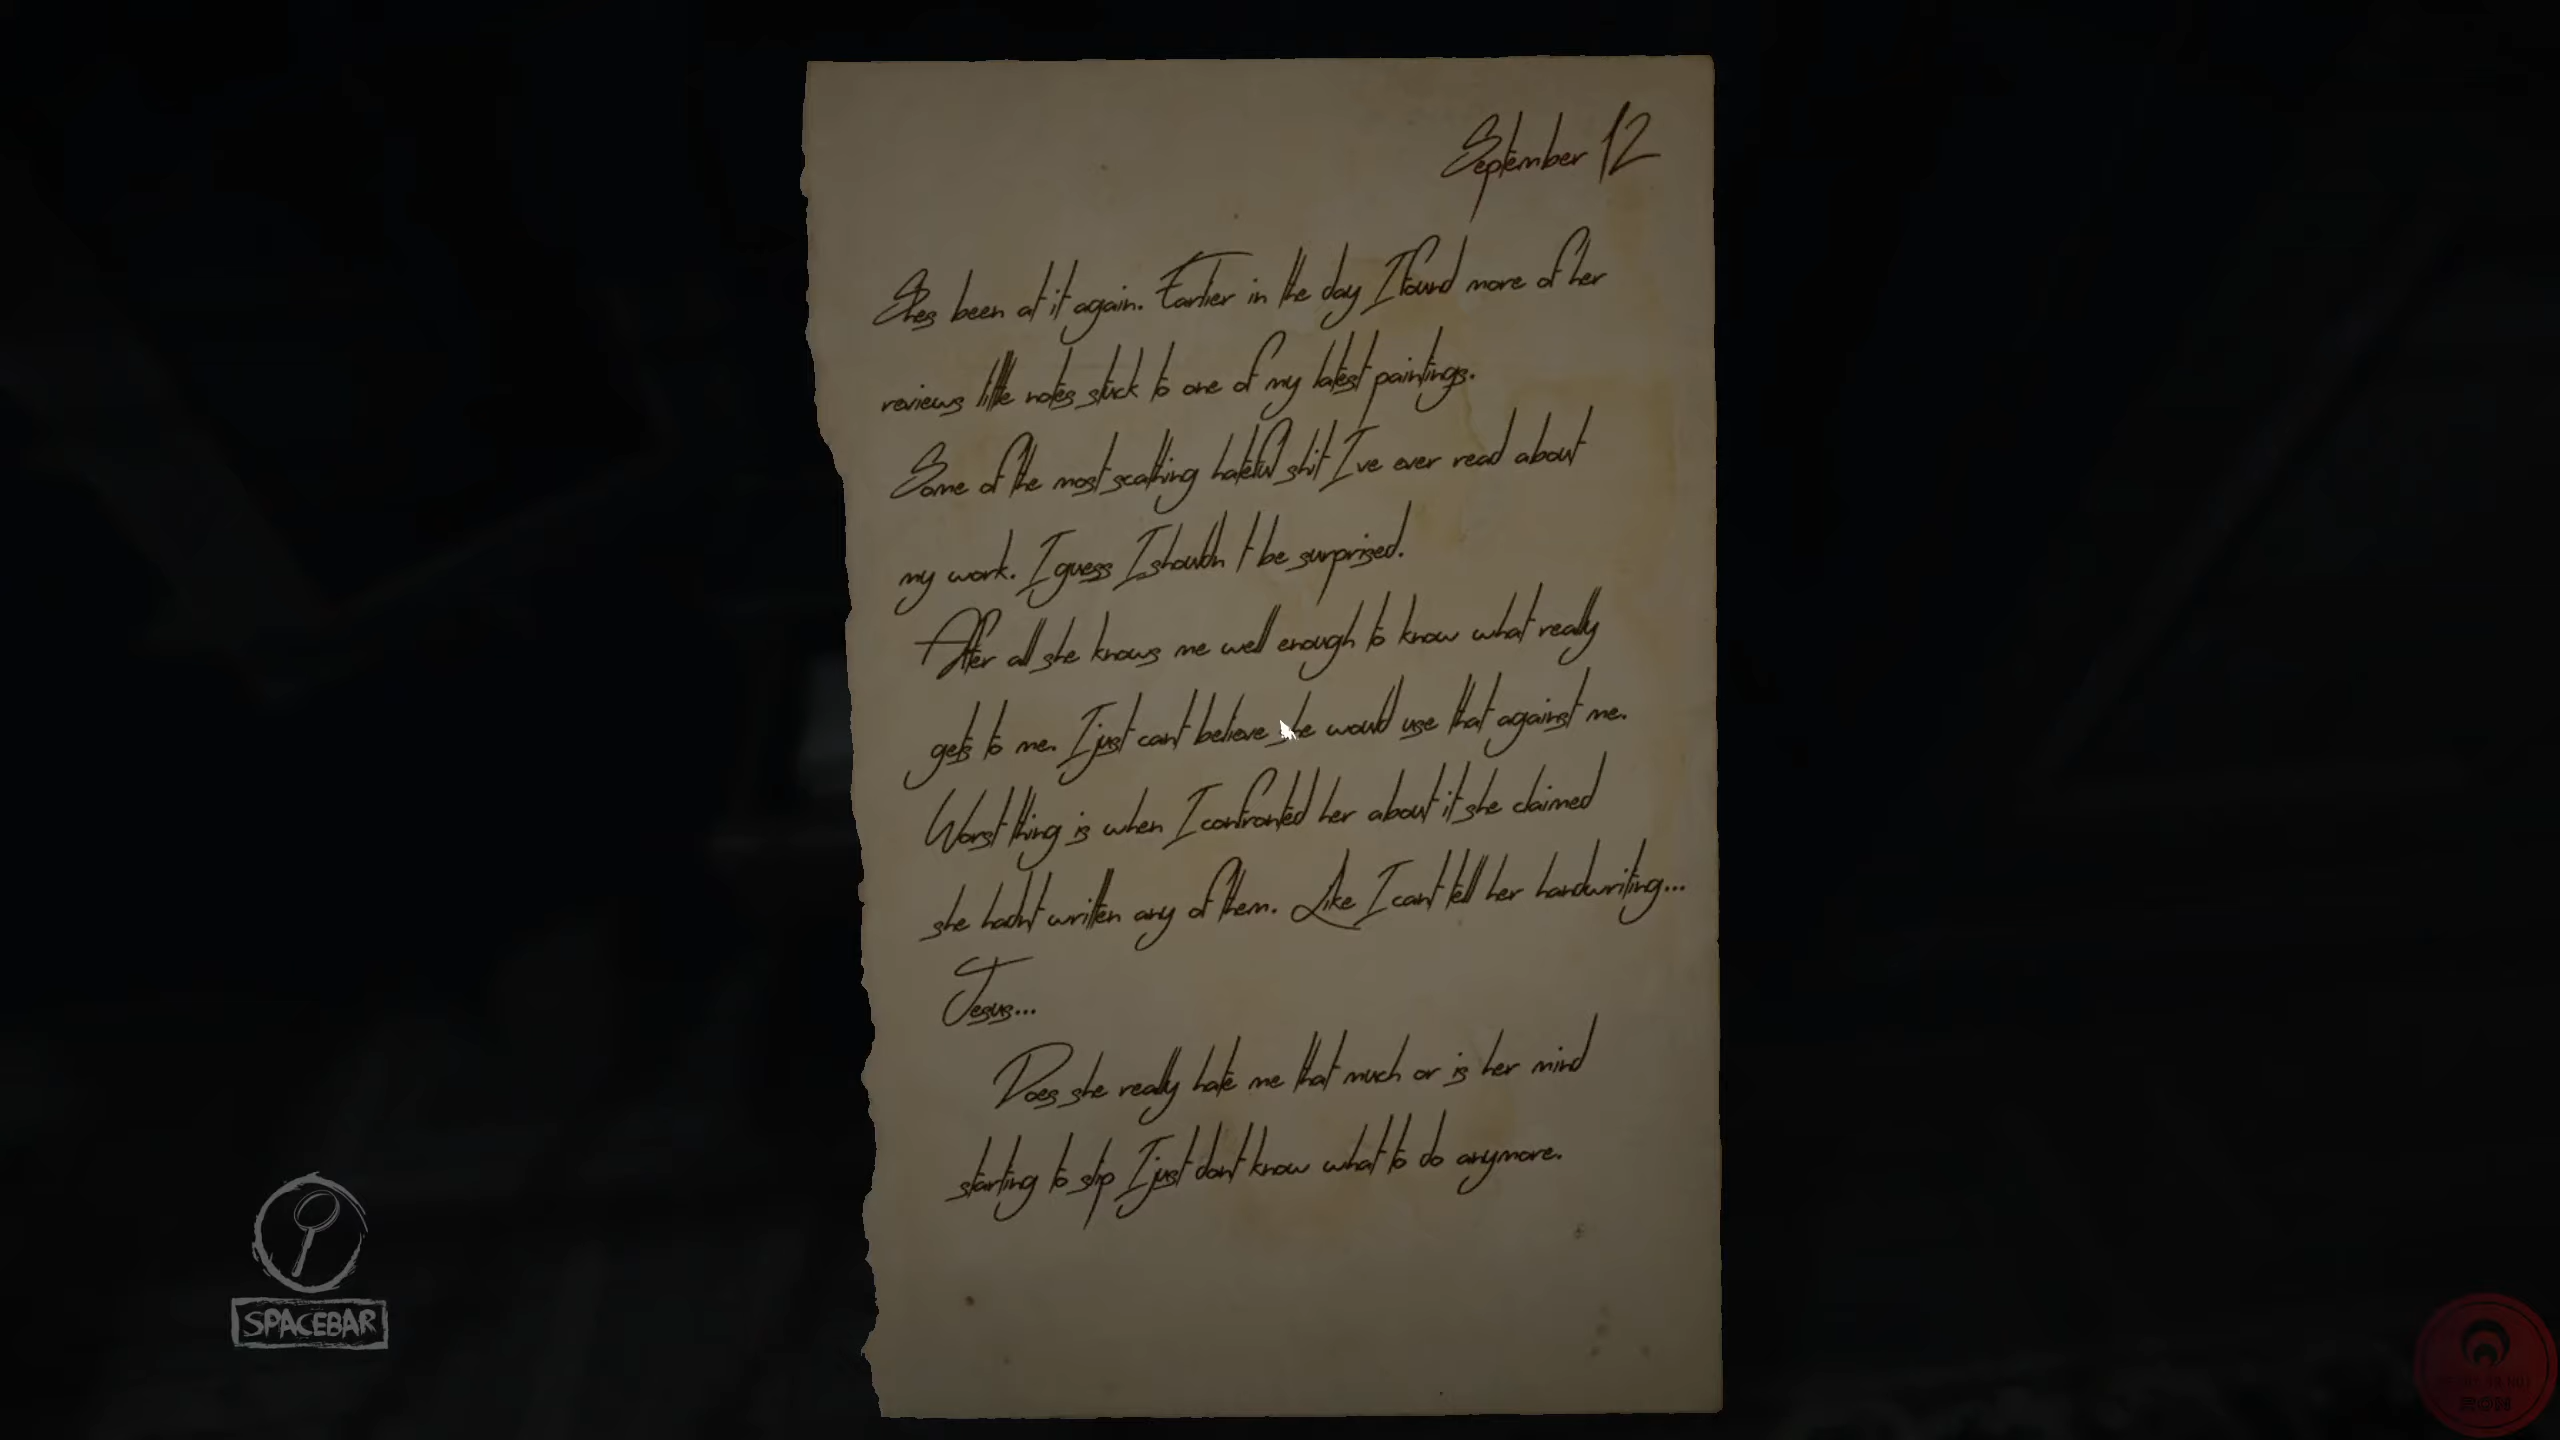 September 12
Shes been at it again. Earlier in the day I found more of her
reviews little notes stuck to one of my latest paintings.
Some of the most scathing hateful shit I've ever read about
my work. I guess I shouldn t be surprised.
After all she knows me well enough to know what really
gets to me. I just cant believe she would use that against me.
Worst thing is when I confronted her about it she claimed
she hadnt written any of them. Like I cant tell her handwriting...
Jesus...
Does she really hate me that much or is her mind
starting to slip I just dont know what to do anymore.
SPACEBAR